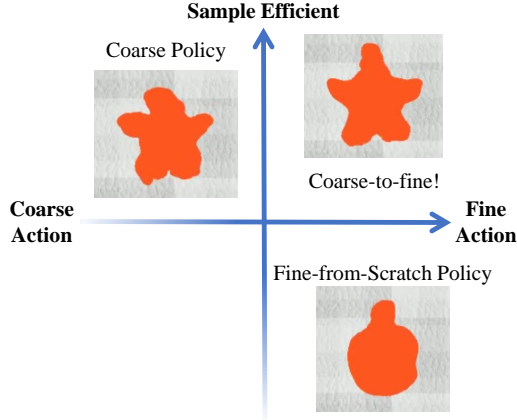 Sample Efficient
Coarse Policy
Coarse-to-fine!
Coarse
Action
Fine
Action
Fine-from-Scratch Policy